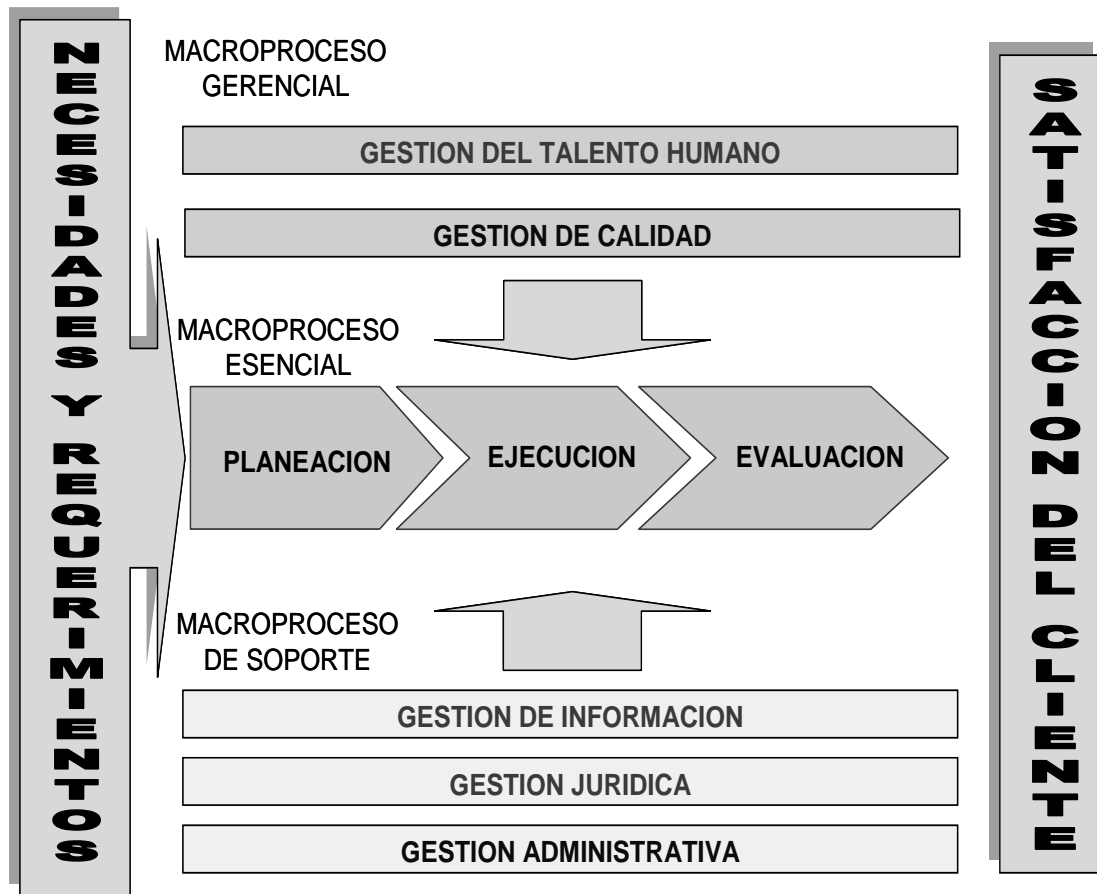 NECESIDADES Y REQUERIMIENTOS
MACROPROCESO
GERENCIAL
GESTION DEL TALENTO HUMANO
GESTION DE CALIDAD
MACROPROCESO
ESENCIAL
PLANEACION
EJECUCION
EVALUACION
MACROPROCESO
DE SOPORTE
GESTION DE INFORMACION
GESTION JURIDICA
GESTION ADMINISTRATIVA
SATISFACCION DEL CLIENTE